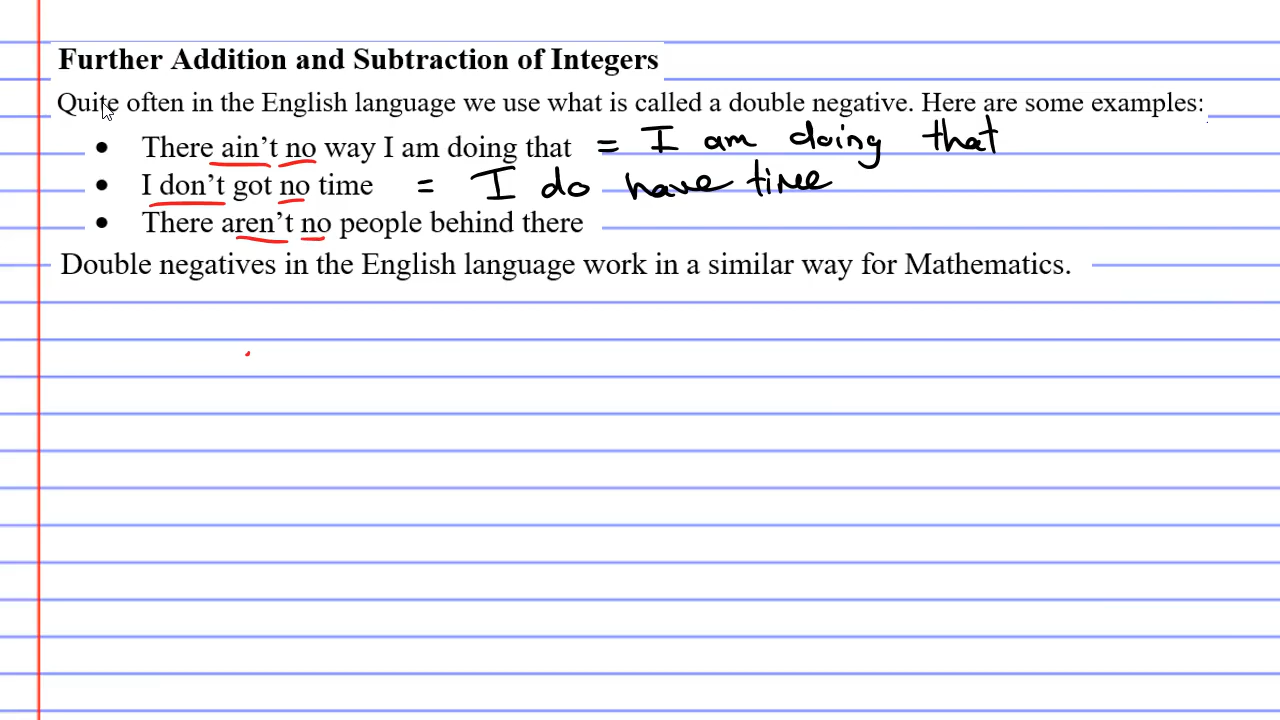 Further Addition and Subtraction of Integers
Quite often in the English language we use what is called a double negative. Here are some examples:
• There ain't no way I am doing that = I am doing that
• I don't got no time = I do have time
• There aren't no people behind there
Double negatives in the English language work in a similar way for Mathematics.